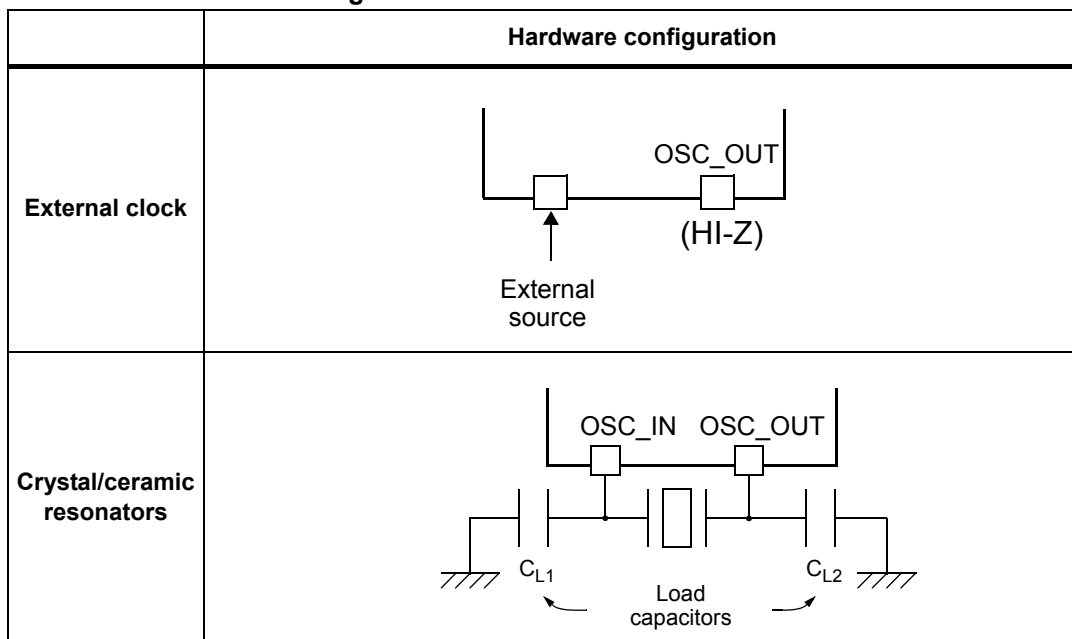 Hardware configuration
External clock
OSC_OUT
(HI-Z)
External
source
Crystal/ceramic
resonators
OSC_IN OSC_OUT
CL1
CL2
Load
capacitors